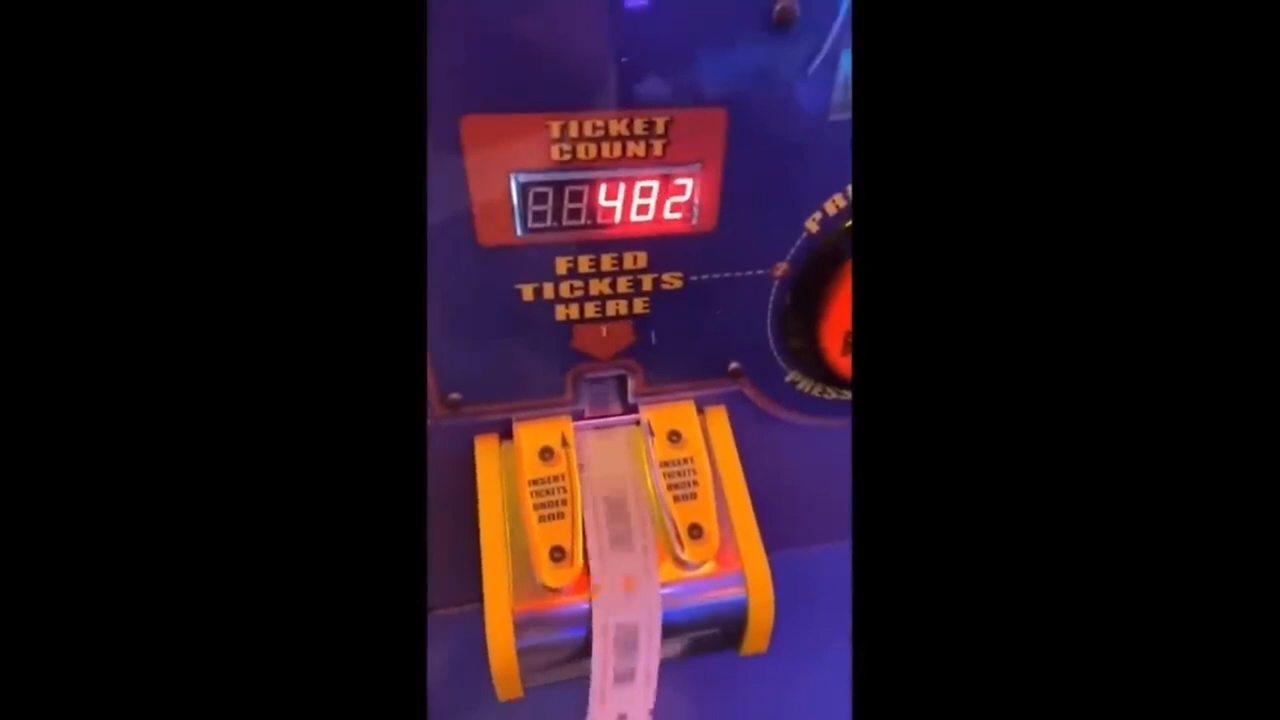 TICKET
COUNT
482
FEED
TICKETS
HERE
PRESS
INSERT
TICKETS
UNDER
ROD
INSERT
TICKETS
UNDER
ROD